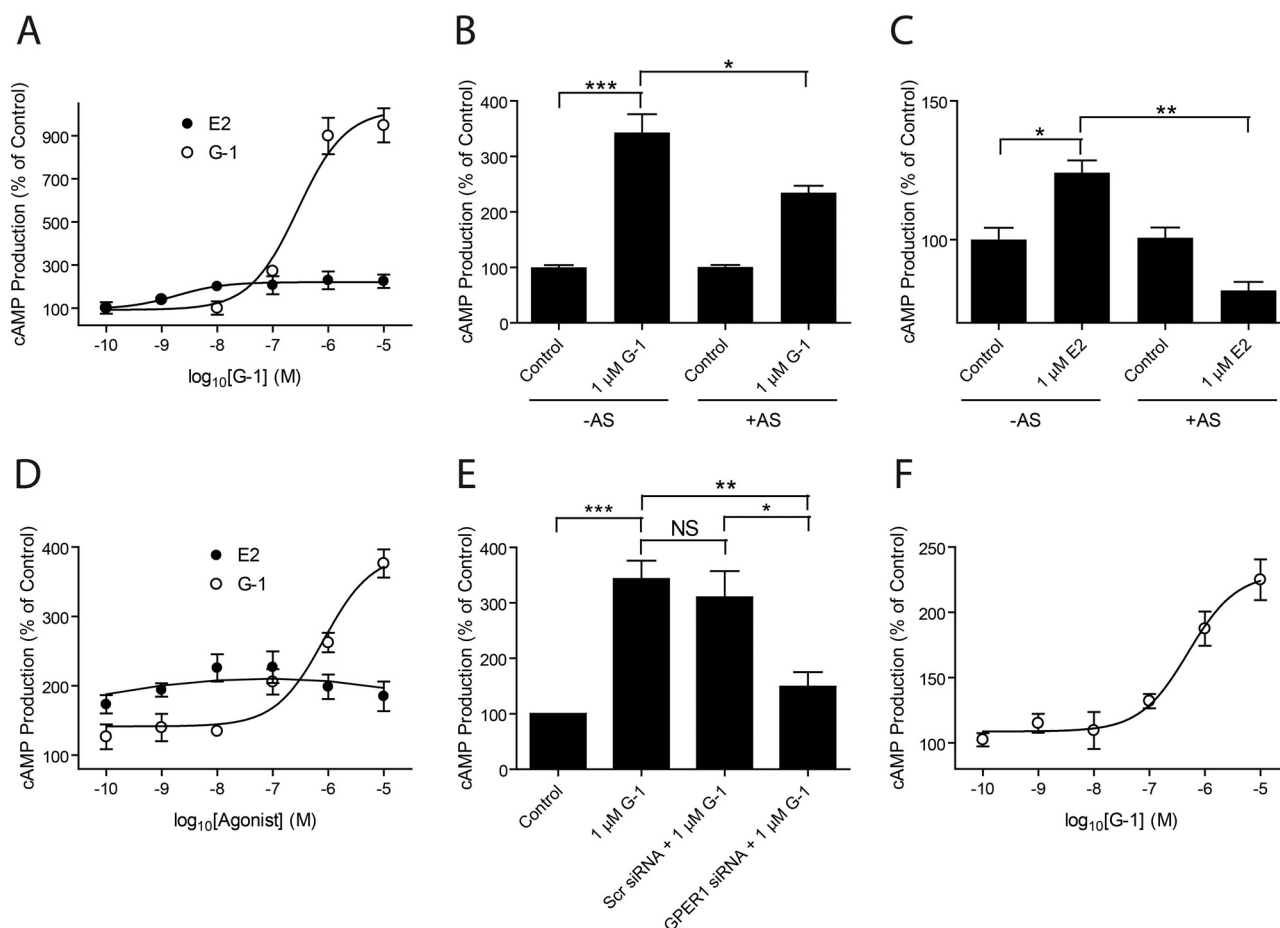 A
cAMP Production (% of Control)
900
700
500
300
100
E2
G-1
-10
-9
-8
-7
-6
-5
log10[G-1] (M)
B
cAMP Production (% of Control)
400
300
200
100
0
***
*
Control
1 µM G-1
Control
1 µM G-1
-AS
+AS
C
cAMP Production (% of Control)
150
100
*
**
Control
1 µM E2
Control
1 µM E2
-AS
+AS
D
cAMP Production (% of Control)
400
300
200
100
E2
G-1
-10
-9
-8
-7
-6
-5
log10[Agonist] (M)
E
cAMP Production (% of Control)
400
300
200
100
0
***
**
NS
*
Control
1 µM G-1
Scr siRNA + 1 µM G-1
GPER1 siRNA + 1 µM G-1
F
cAMP Production (% of Control)
250
200
150
100
-10
-9
-8
-7
-6
-5
log10[G-1] (M)